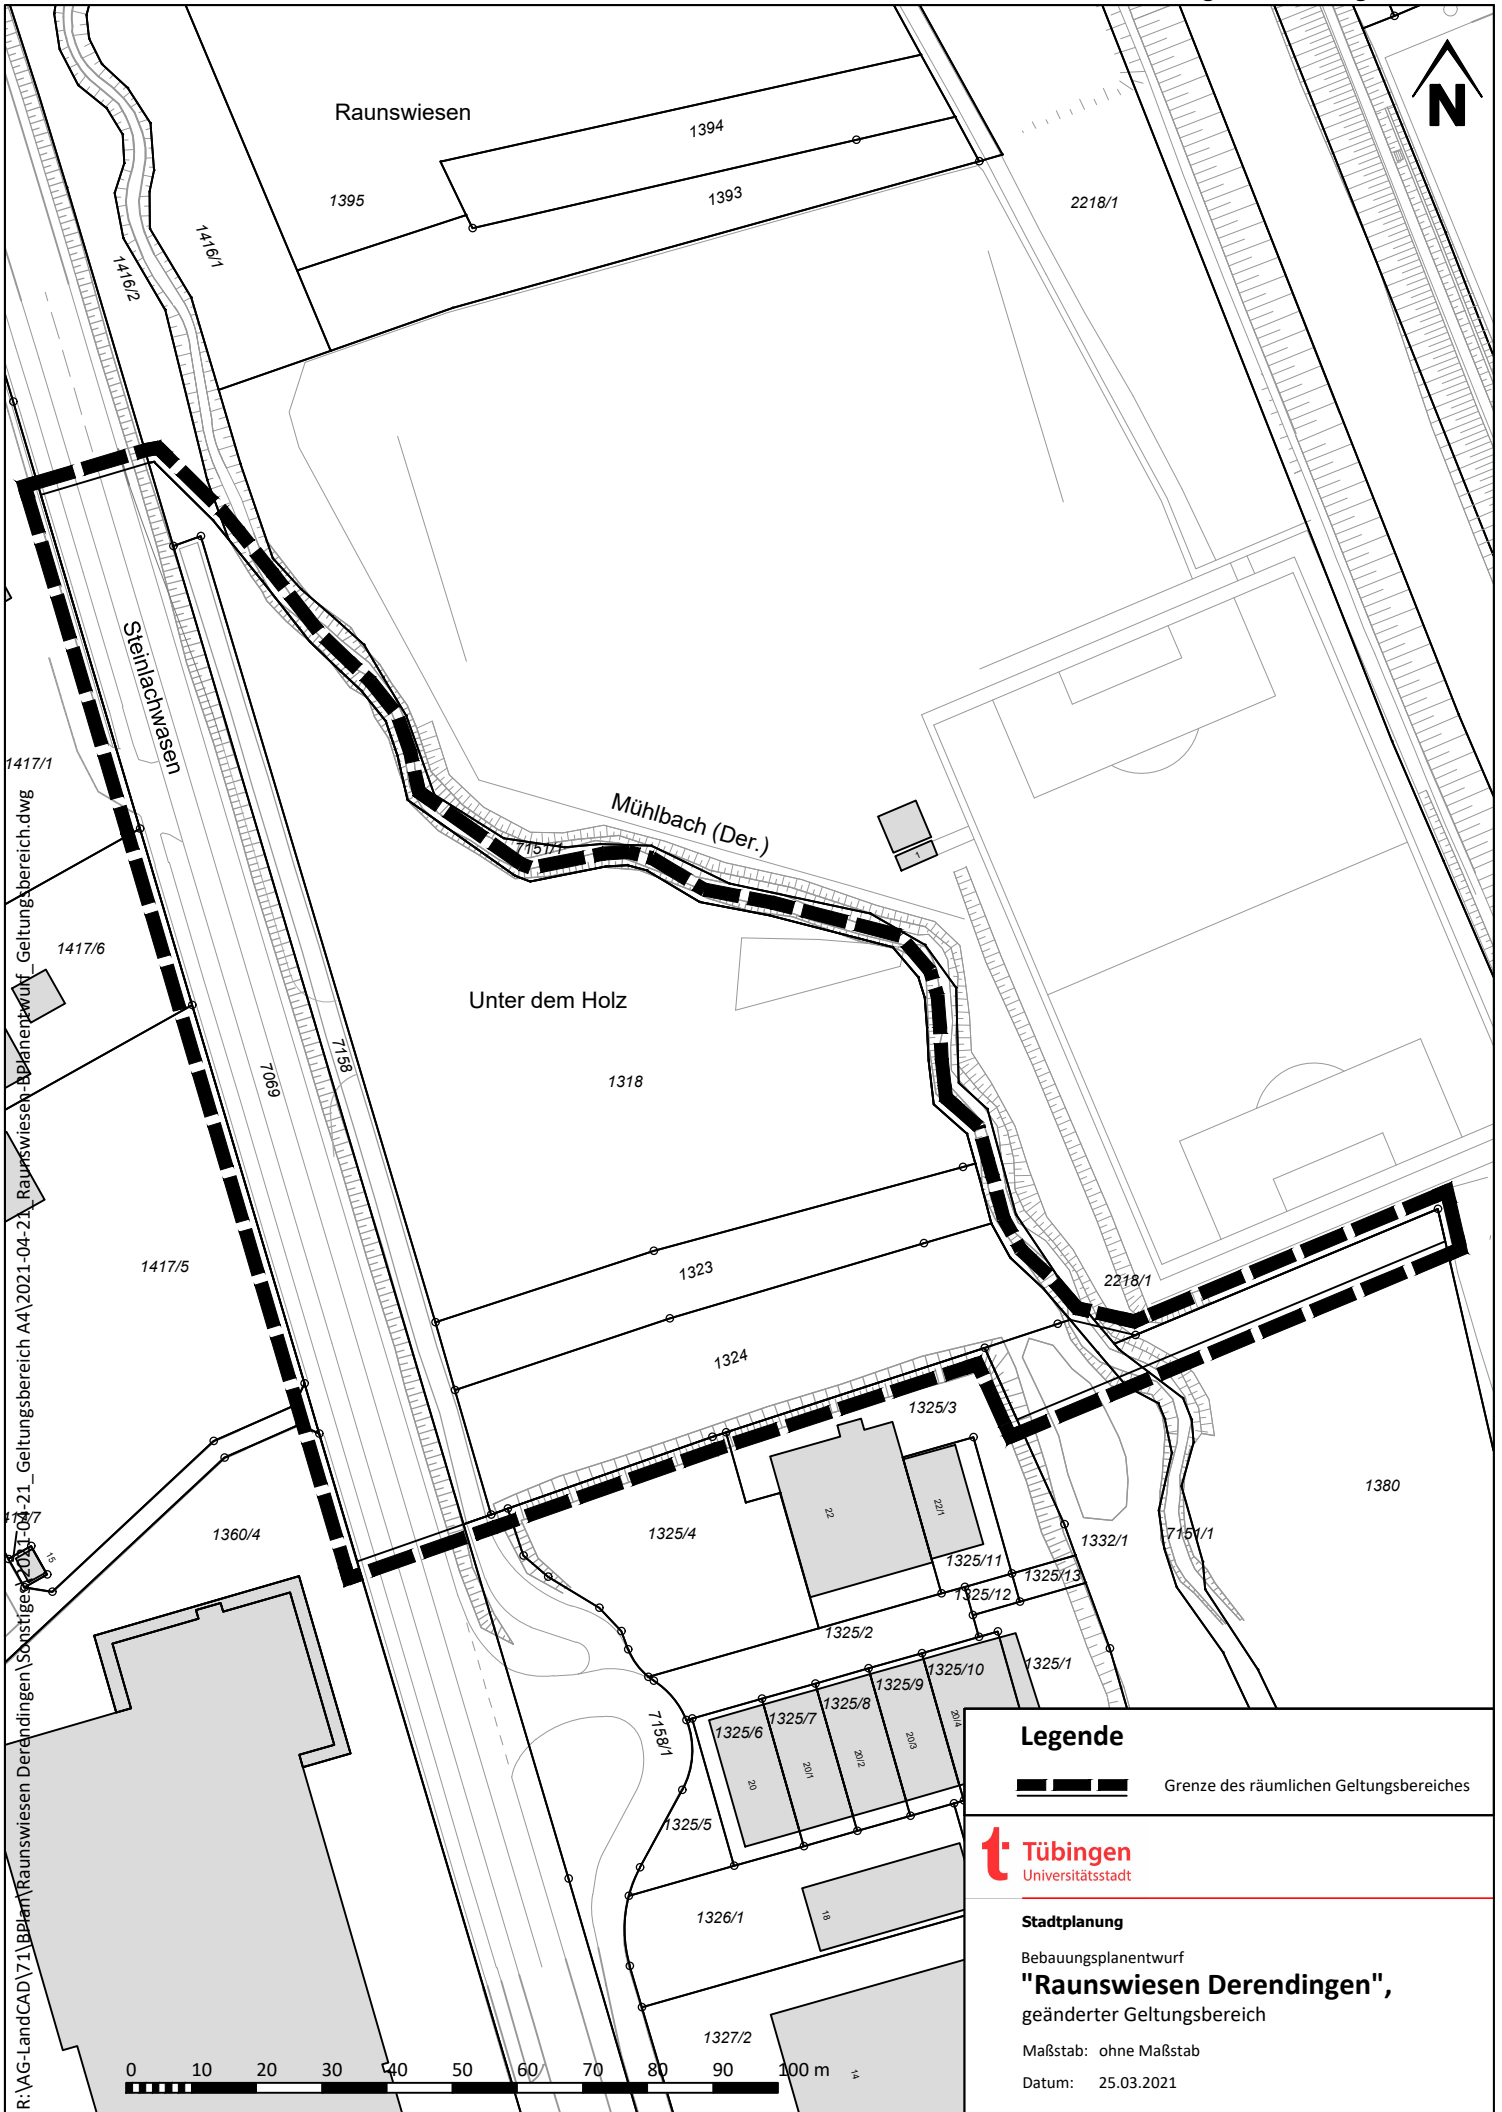 N
Raunswiesen
1394
1395
1393
2218/1
1416/1
1416/2
Steinlachwasen
1417/1
Mühlbach (Der.)
7151/1
1
1417/6
Unter dem Holz
7158
7069
1318
1417/5
1323
2218/1
1324
1325/3
1380
1360/4
15
1325/4
22
22/1
1332/1
7151/1
1325/11
1325/13
1325/12
1325/2
1325/1
1325/10
1325/9
1325/8
1325/7
1325/6
7158/1
20
20/1
20/2
20/3
20/4
1325/5
1326/1
18
1327/2
14
0 10 20 30 40 50 60 70 80 90 100 m
R:\AG-LandCAD\71\BPlan\Raunswiesen Derendingen\Sonstiges\2021-04-21_Geltungsbereich A4\2021-04-21_Raunswiesen-BPlanentwurf_Geltungsbereich.dwg
Legende
Grenze des räumlichen Geltungsbereiches
t Tübingen
Universitätsstadt
Stadtplanung
Bebauungsplanentwurf
"Raunswiesen Derendingen",
geänderter Geltungsbereich
Maßstab: ohne Maßstab
Datum: 25.03.2021